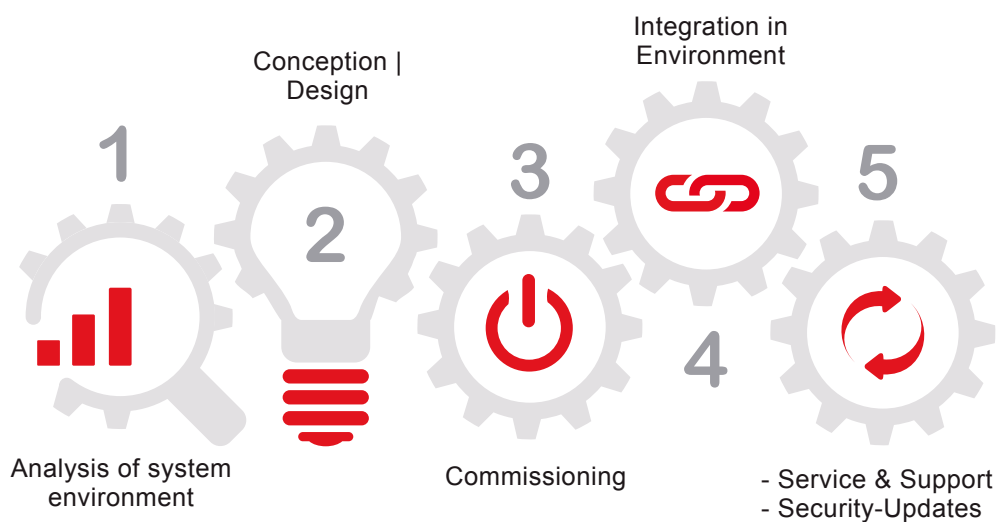 1
Analysis of system
environment
Conception |
Design
2
3
Commissioning
Integration in
Environment
4
5
- Service & Support
- Security-Updates